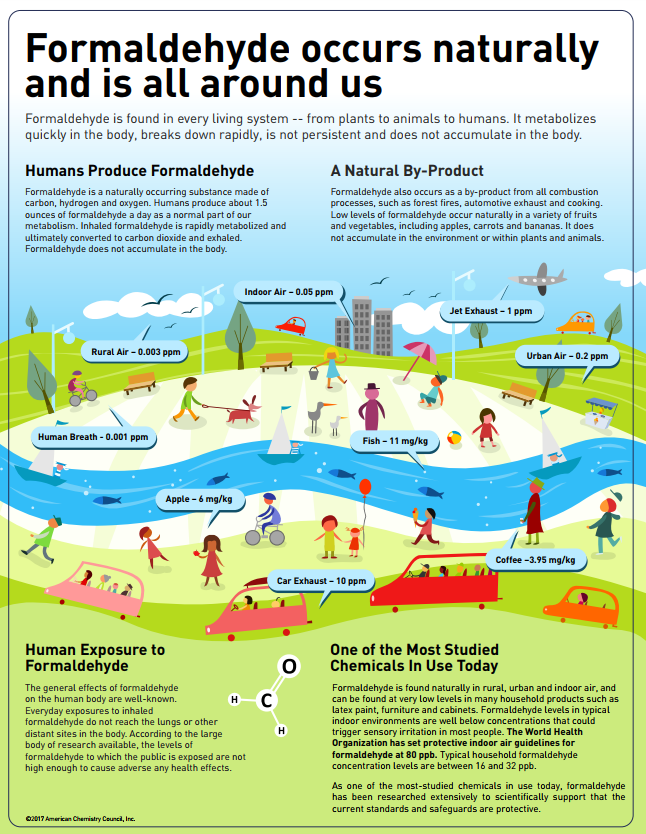 Formaldehyde occurs naturally
and is all around us
Formaldehyde is found in every living system -- from plants to animals to humans. It metabolizes
quickly in the body, breaks down rapidly, is not persistent and does not accumulate in the body.
Humans Produce Formaldehyde
Formaldehyde is a naturally occurring substance made of
carbon, hydrogen and oxygen. Humans produce about 1.5
ounces of formaldehyde a day as a normal part of our
metabolism. Inhaled formaldehyde is rapidly metabolized and
ultimately converted to carbon dioxide and exhaled.
Formaldehyde does not accumulate in the body.
A Natural By-Product
Formaldehyde also occurs as a by-product from all combustion
processes, such as forest fires, automotive exhaust and cooking.
Low levels of formaldehyde occur naturally in a variety of fruits
and vegetables, including apples, carrots and bananas. It does
not accumulate in the environment or within plants and animals.
Indoor Air – 0.05 ppm
Jet Exhaust – 1 ppm
Rural Air – 0.003 ppm
Urban Air – 0.2 ppm
Human Breath – 0.001 ppm
Fish – 11 mg/kg
Apple – 6 mg/kg
Coffee –3.95 mg/kg
Car Exhaust – 10 ppm
Human Exposure to
Formaldehyde
The general effects of formaldehyde
on the human body are well-known.
Everyday exposures to inhaled
formaldehyde do not reach the lungs or other
distant sites in the body. According to the large
body of research available, the levels of
formaldehyde to which the public is exposed are not
high enough to cause adverse any health effects.
O
H
C
H
One of the Most Studied
Chemicals In Use Today
Formaldehyde is found naturally in rural, urban and indoor air, and
can be found at very low levels in many household products such as
latex paint, furniture and cabinets. Formaldehyde levels in typical
indoor environments are well below concentrations that could
trigger sensory irritation in most people. The World Health
Organization has set protective indoor air guidelines for
formaldehyde at 80 ppb. Typical household formaldehyde
concentration levels are between 16 and 32 ppb.
As one of the most-studied chemicals in use today, formaldehyde
has been researched extensively to scientifically support that the
current standards and safeguards are protective.
©2017 American Chemistry Council, Inc.